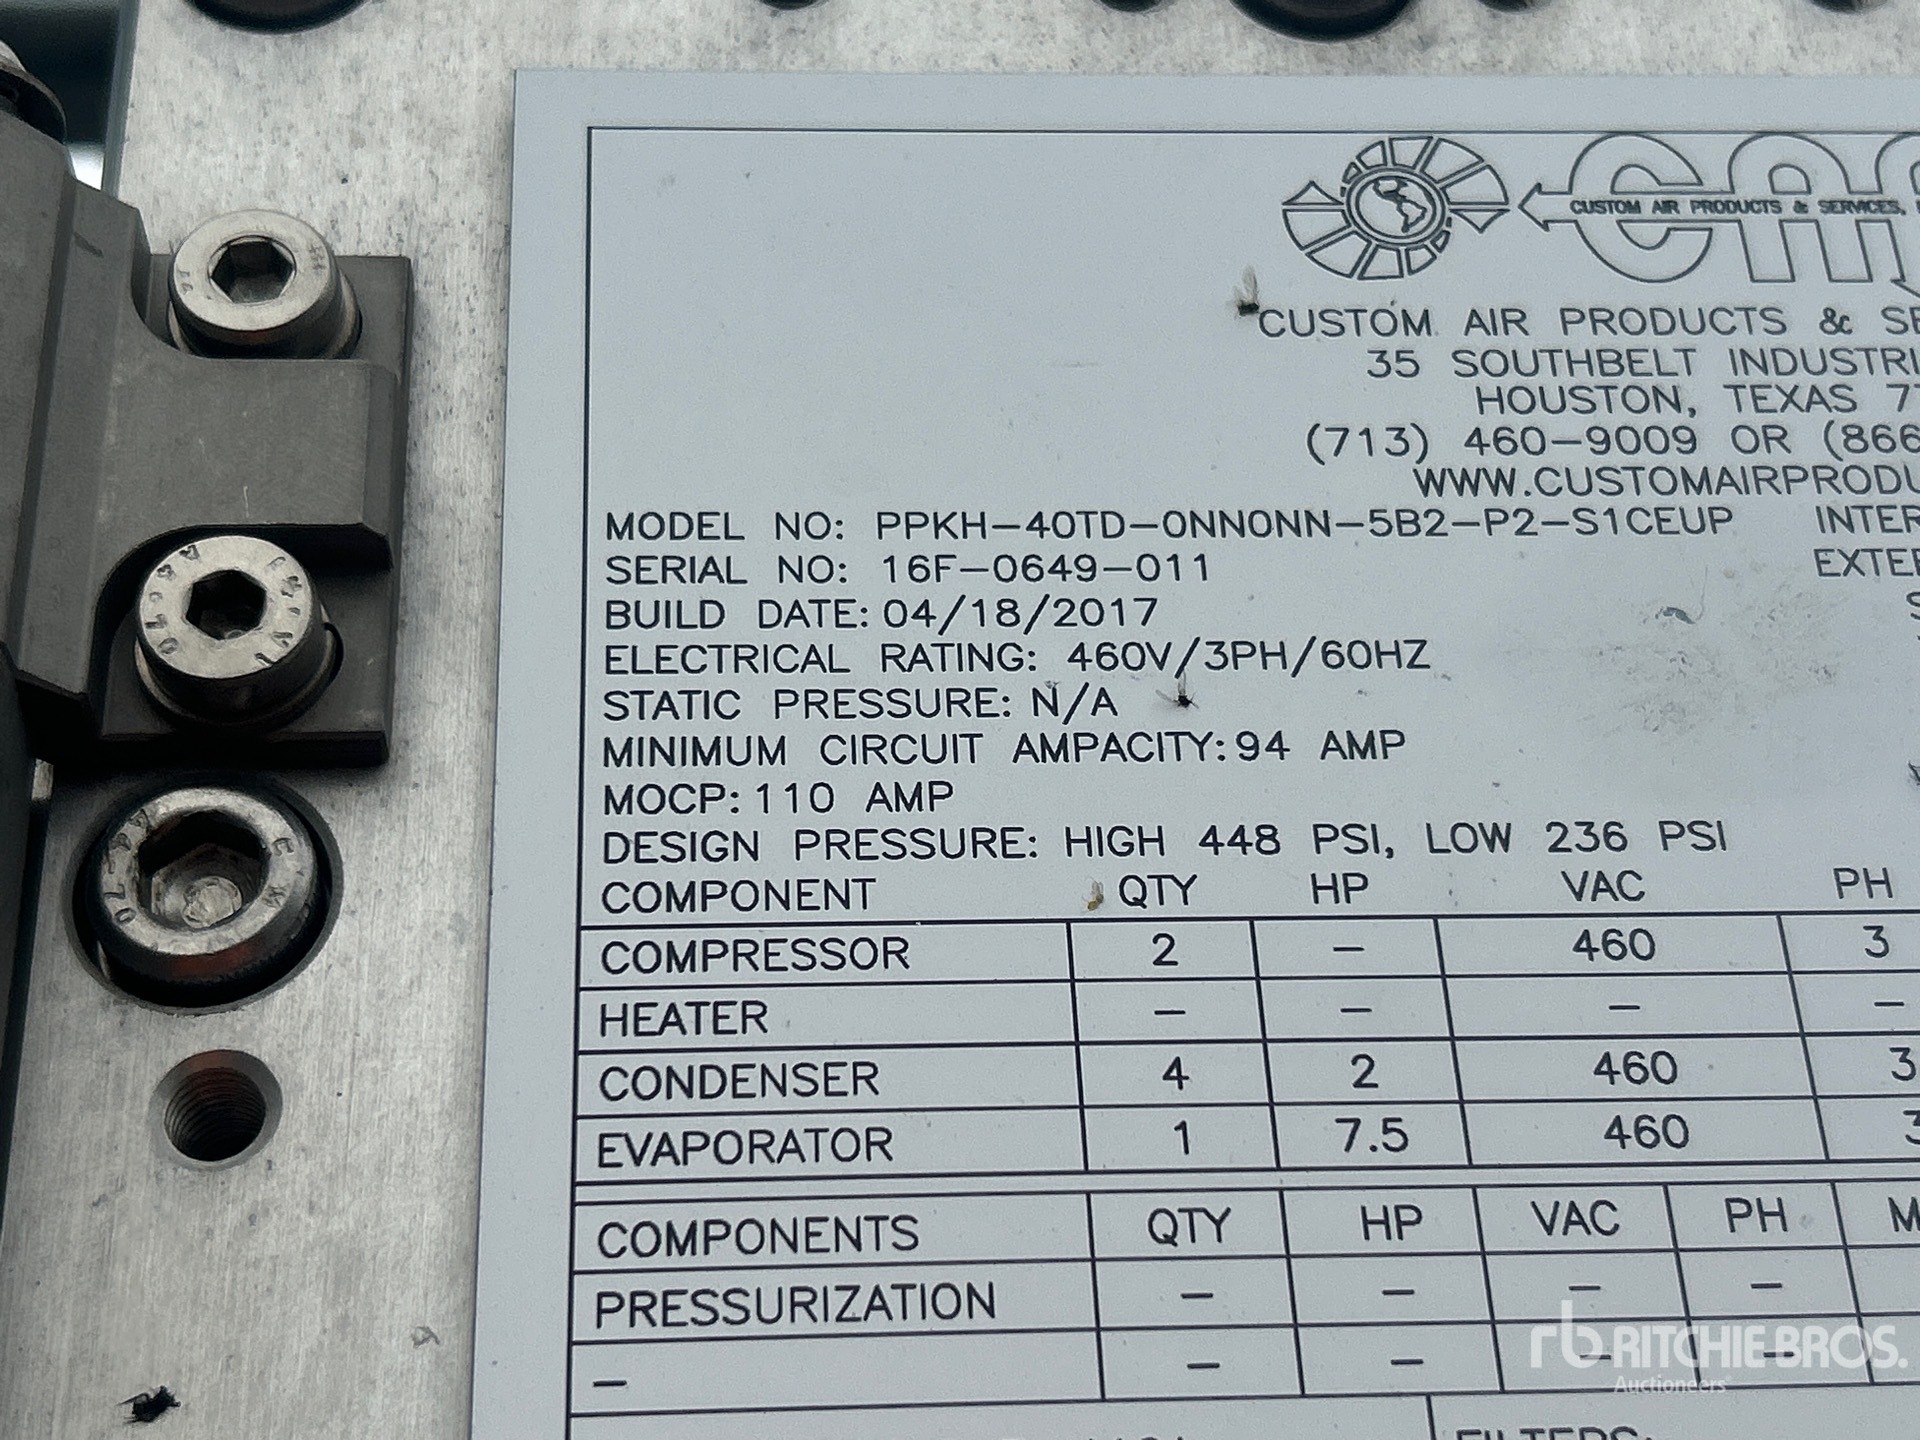 CUSTOM AIR PRODUCTS & SERVICES,
CUSTOM AIR PRODUCTS &
35 SOUTHBELT
HOUSTON, TEXAS
(713) 460-9009 OR (866
WWW.CUSTOMAIRPRODU
MODEL NO: PPKH-40TD-0NN0NN-5B2-P2-S1CEUP
SERIAL NO: 16F-0649-011
BUILD DATE: 04/18/2017
ELECTRICAL RATING: 460V/3PH/60HZ
STATIC PRESSURE: N/A
MINIMUM CIRCUIT AMPACITY: 94 AMP
MOCP: 110 AMP
DESIGN PRESSURE: HIGH 448 PSI, LOW 236 PSI
COMPONENT QTY HP VAC PH
COMPRESSOR 2 - 460 3
HEATER - - - -
CONDENSER 4 2 460 3
EVAPORATOR 1 7.5 460 3
COMPONENTS QTY HP VAC PH
PRESSURIZATION - - - -
- - - - -
FILTERS:
rb RITCHIE BROS.
Auctioneers